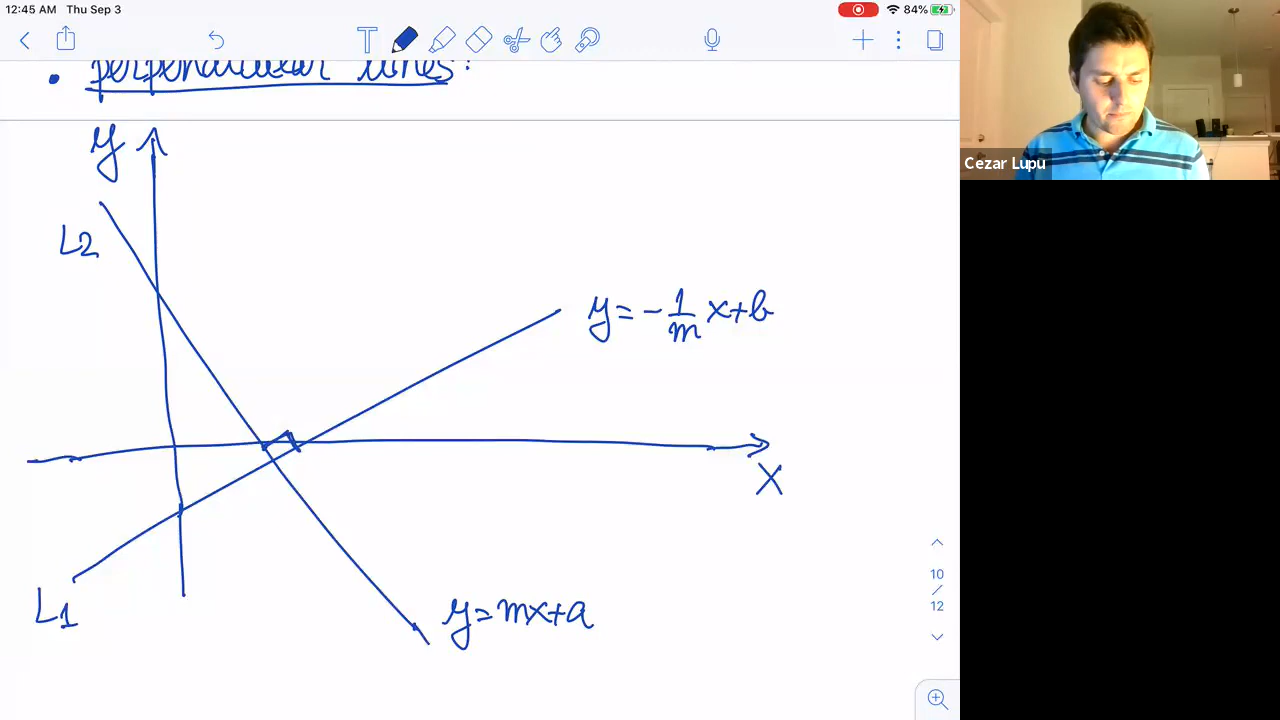 12:45 AM Thu Sep 3
84%
T
• perpendicular lines:
Cezar Lupu
y
L2
y = -1/m x+b
X
10
/
12
L1
y=mx+a